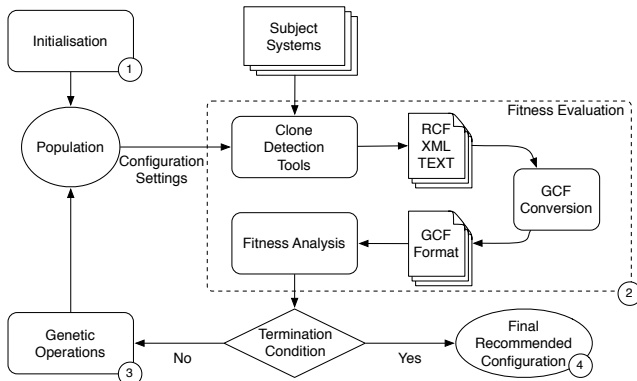 Initialisation
1
Subject
Systems
Fitness Evaluation
Population
Configuration
Settings
Clone
Detection
Tools
RCF
XML
TEXT
GCF
Conversion
Fitness Analysis
GCF
Format
2
Genetic
Operations
3
No
Termination
Condition
Yes
Final
Recommended
Configuration
4